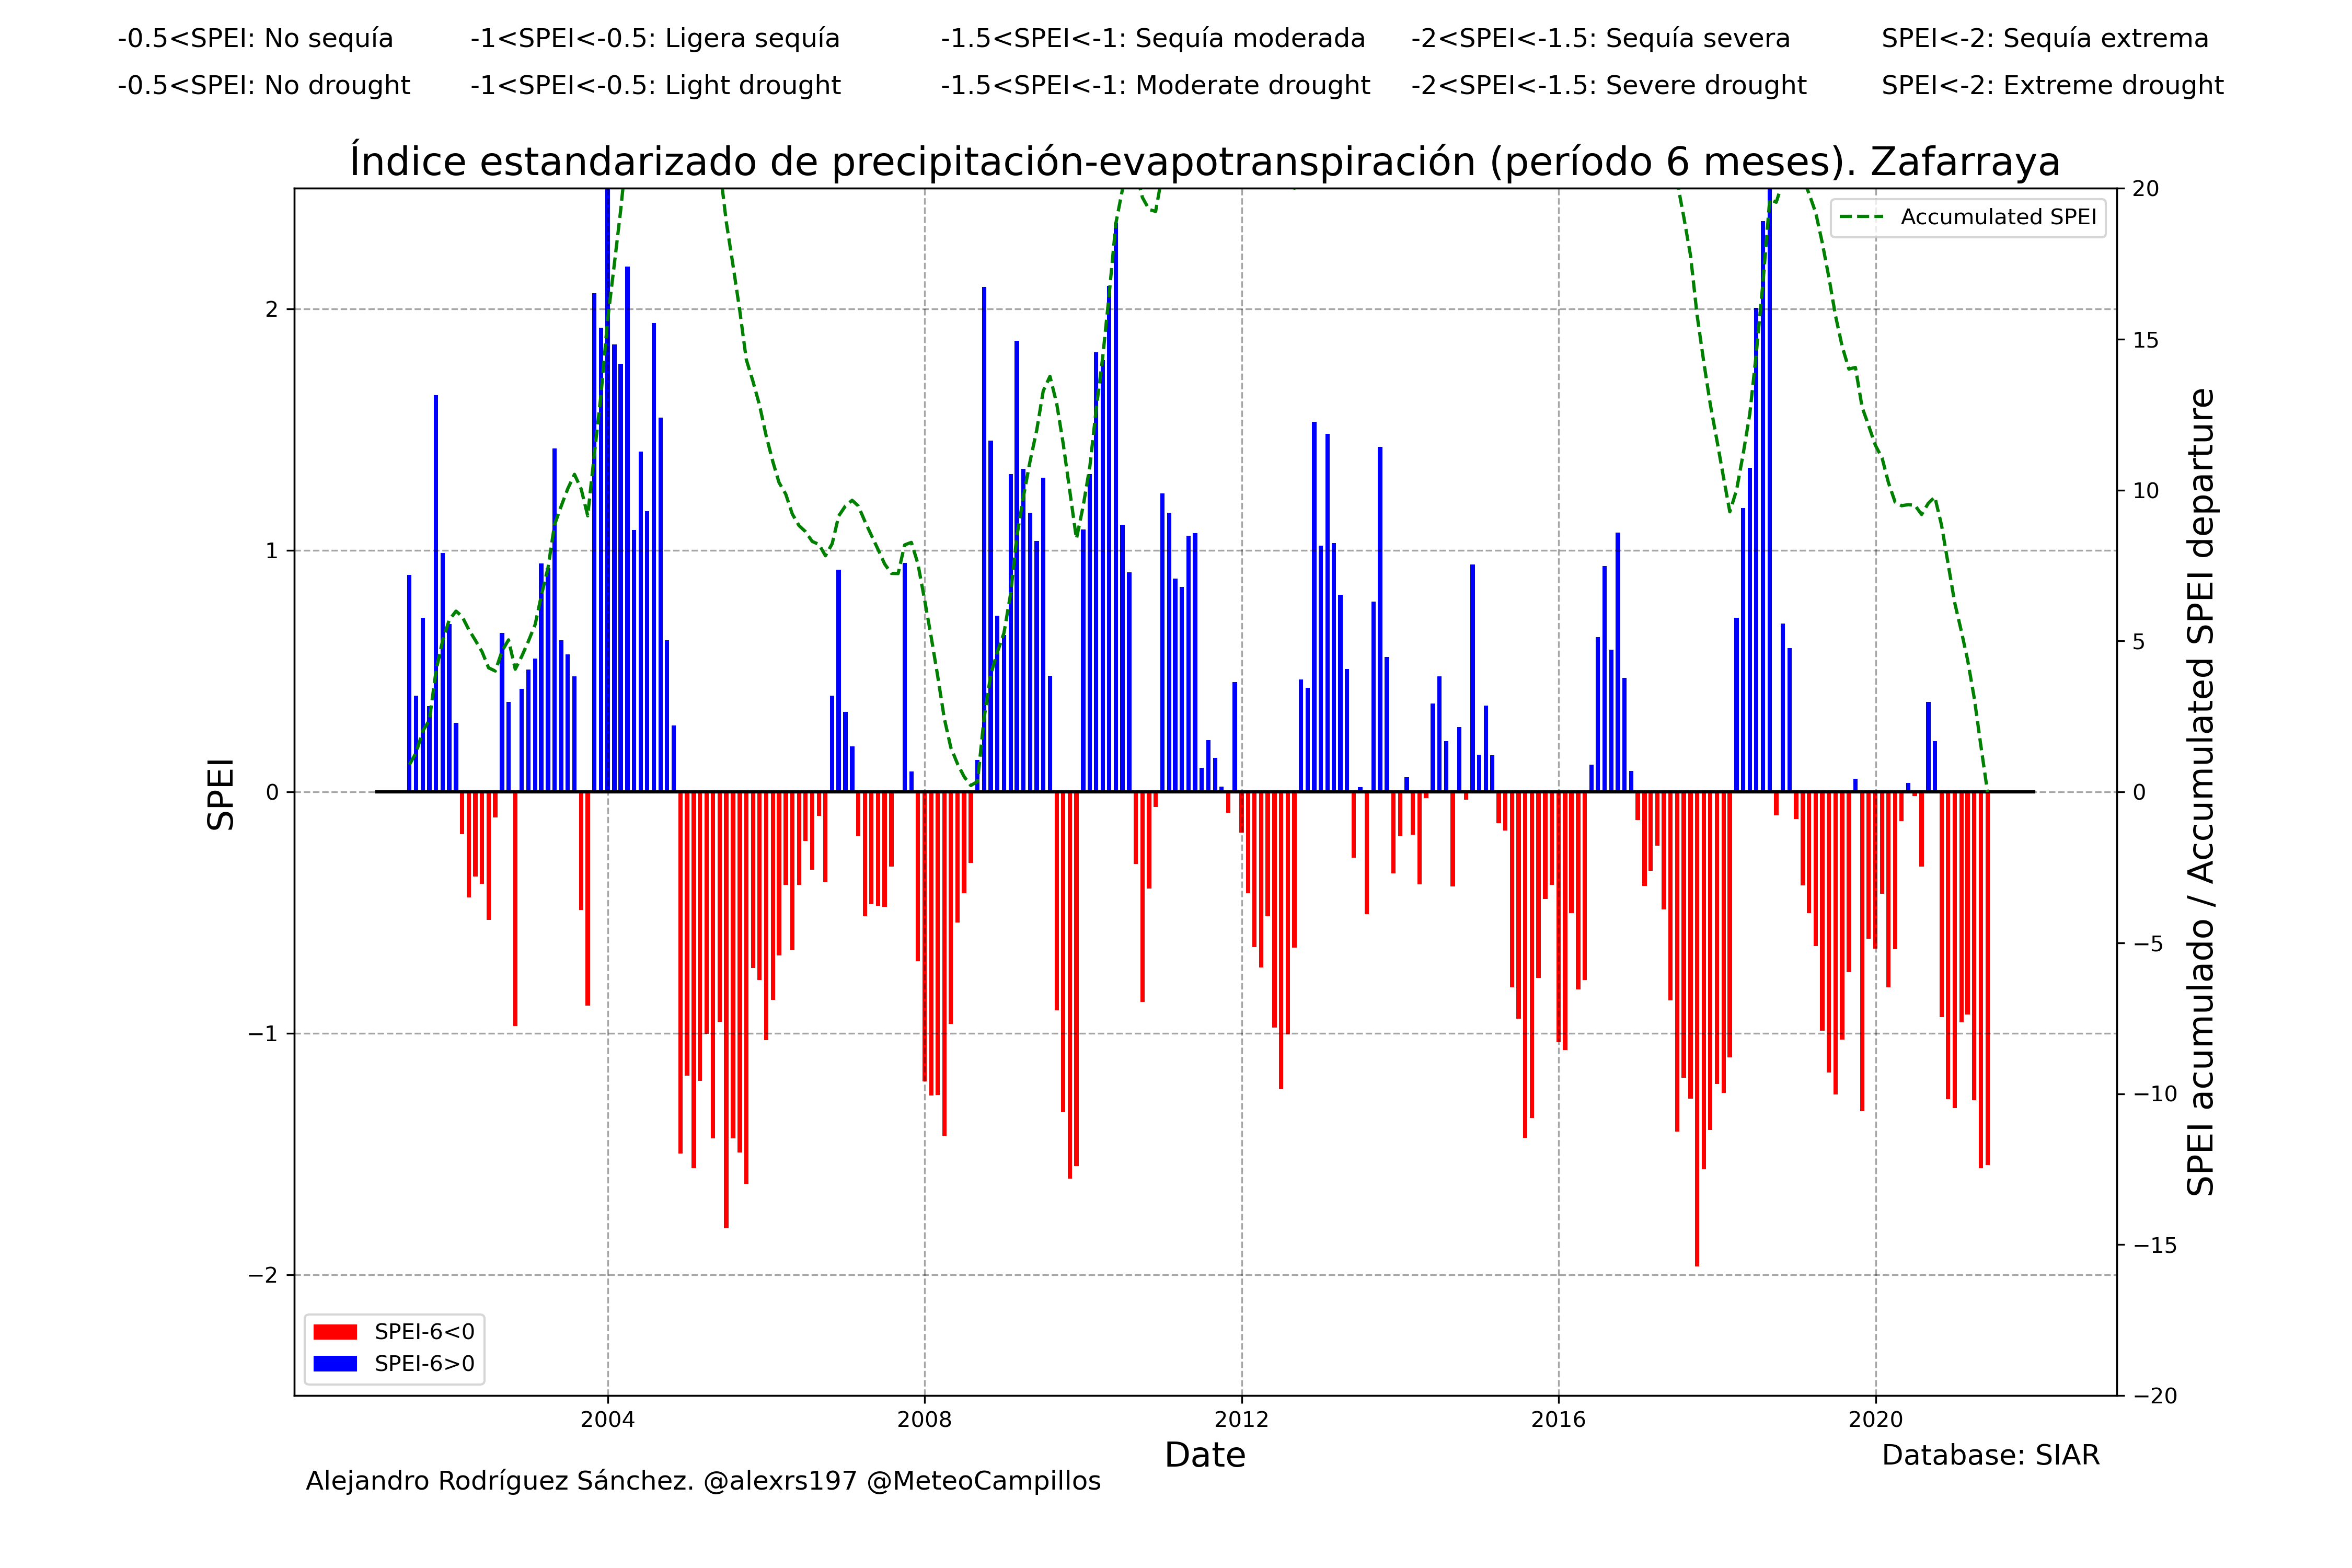 -0.5<SPEI: No sequía -1<SPEI<-0.5: Ligera sequía -1.5<SPEI<-1: Sequía moderada -2<SPEI<-1.5: Sequía severa SPEI<-2: Sequía extrema
-0.5<SPEI: No drought -1<SPEI<-0.5: Light drought -1.5<SPEI<-1: Moderate drought -2<SPEI<-1.5: Severe drought SPEI<-2: Extreme drought
Índice estandarizado de precipitación-evapotranspiración (período 6 meses). Zafarraya
Accumulated SPEI
2
1
0
−1
−2
SPEI
20
15
10
5
0
−5
−10
−15
−20
SPEI acumulado / Accumulated SPEI departure
SPEI-6<0
SPEI-6>0
2004 2008 2012 2016 2020
Date
Database: SIAR
Alejandro Rodríguez Sánchez. @alexrs197 @MeteoCampillos